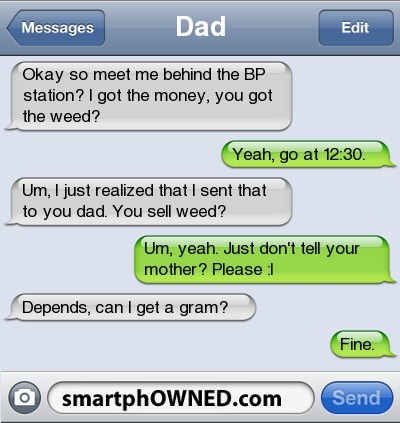 Messages
Dad
Edit
Okay so meet me behind the BP
station? I got the money, you got
the weed?
Yeah, go at 12:30.
Um, I just realized that I sent that
to you dad. You sell weed?
Um, yeah. Just don't tell your
mother? Please :l
Depends, can I get a gram?
Fine.
smartphOWNED.com
Send